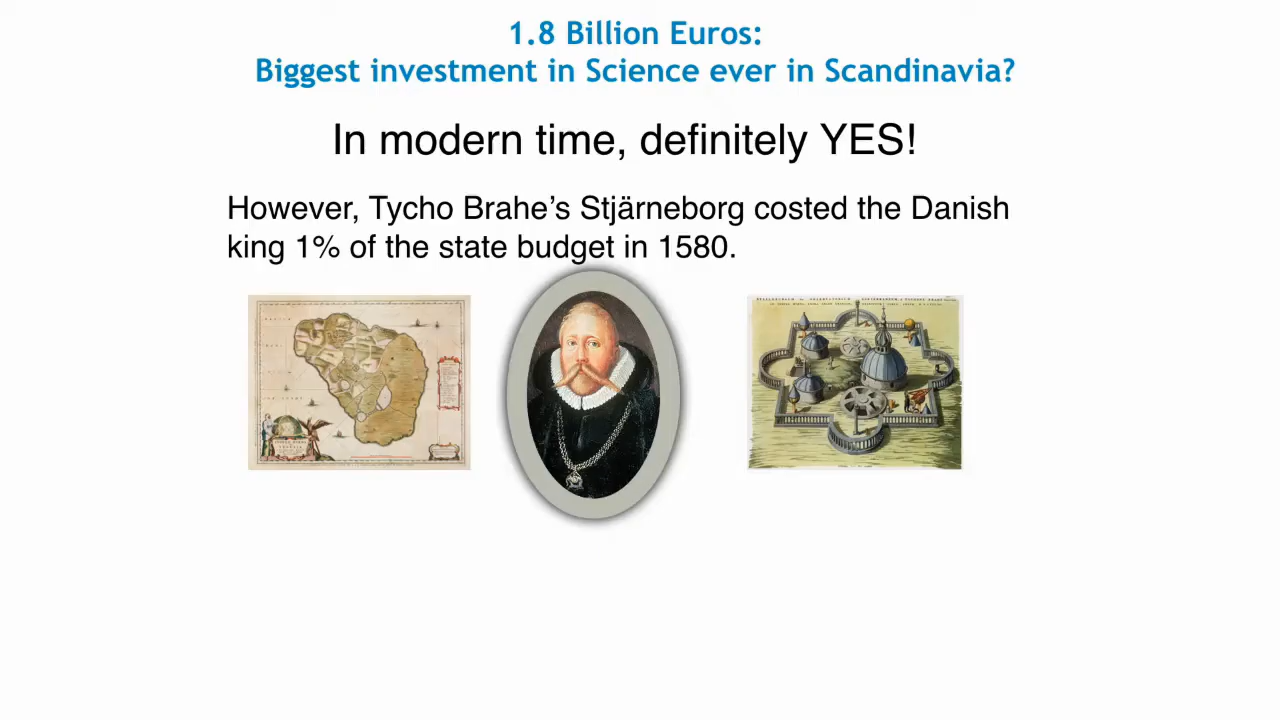 1.8 Billion Euros:
Biggest investment in Science ever in Scandinavia?
In modern time, definitely YES!
However, Tycho Brahe’s Stjärneborg costed the Danish
king 1% of the state budget in 1580.